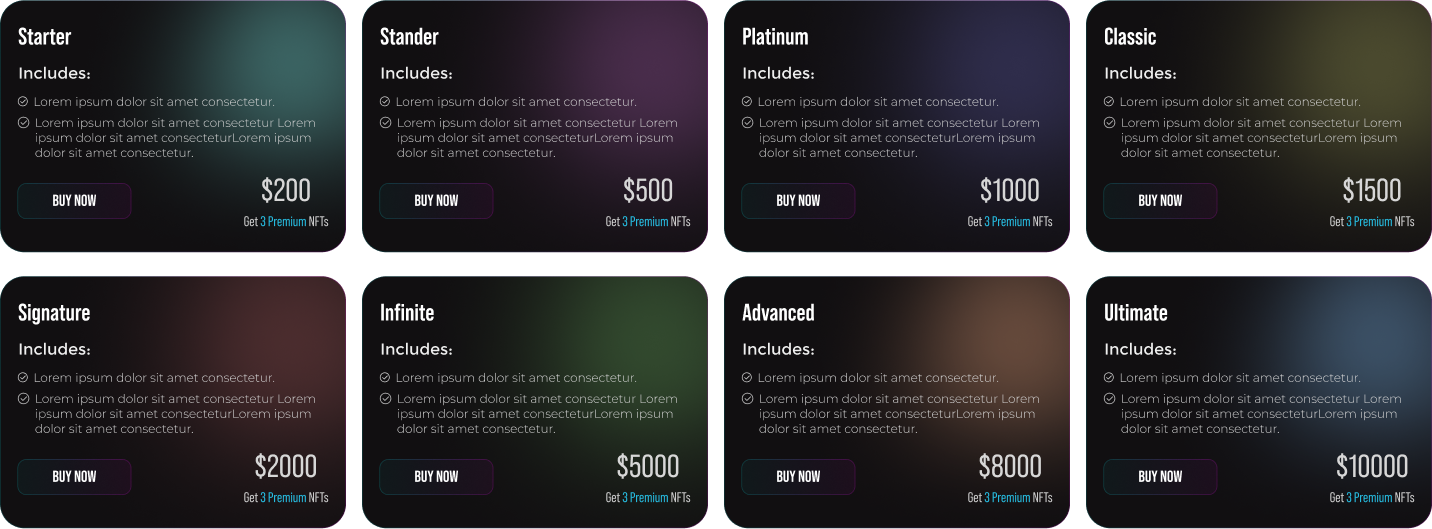 Starter
Includes:
Lorem ipsum dolor sit amet consectetur.
Lorem ipsum dolor sit amet consectetur Lorem
ipsum dolor sit amet consecteturLorem ipsum
dolor sit amet consectetur.
BUY NOW
$200
Get 3 Premium NFTs
Stander
Includes:
Lorem ipsum dolor sit amet consectetur.
Lorem ipsum dolor sit amet consectetur Lorem
ipsum dolor sit amet consecteturLorem ipsum
dolor sit amet consectetur.
BUY NOW
$500
Get 3 Premium NFTs
Platinum
Includes:
Lorem ipsum dolor sit amet consectetur.
Lorem ipsum dolor sit amet consectetur Lorem
ipsum dolor sit amet consecteturLorem ipsum
dolor sit amet consectetur.
BUY NOW
$1000
Get 3 Premium NFTs
Classic
Includes:
Lorem ipsum dolor sit amet consectetur.
Lorem ipsum dolor sit amet consectetur Lorem
ipsum dolor sit amet consecteturLorem ipsum
dolor sit amet consectetur.
BUY NOW
$1500
Get 3 Premium NFTs
Signature
Includes:
Lorem ipsum dolor sit amet consectetur.
Lorem ipsum dolor sit amet consectetur Lorem
ipsum dolor sit amet consecteturLorem ipsum
dolor sit amet consectetur.
BUY NOW
$2000
Get 3 Premium NFTs
Infinite
Includes:
Lorem ipsum dolor sit amet consectetur.
Lorem ipsum dolor sit amet consectetur Lorem
ipsum dolor sit amet consecteturLorem ipsum
dolor sit amet consectetur.
BUY NOW
$5000
Get 3 Premium NFTs
Advanced
Includes:
Lorem ipsum dolor sit amet consectetur.
Lorem ipsum dolor sit amet consectetur Lorem
ipsum dolor sit amet consecteturLorem ipsum
dolor sit amet consectetur.
BUY NOW
$8000
Get 3 Premium NFTs
Ultimate
Includes:
Lorem ipsum dolor sit amet consectetur.
Lorem ipsum dolor sit amet consectetur Lorem
ipsum dolor sit amet consecteturLorem ipsum
dolor sit amet consectetur.
BUY NOW
$10000
Get 3 Premium NFTs